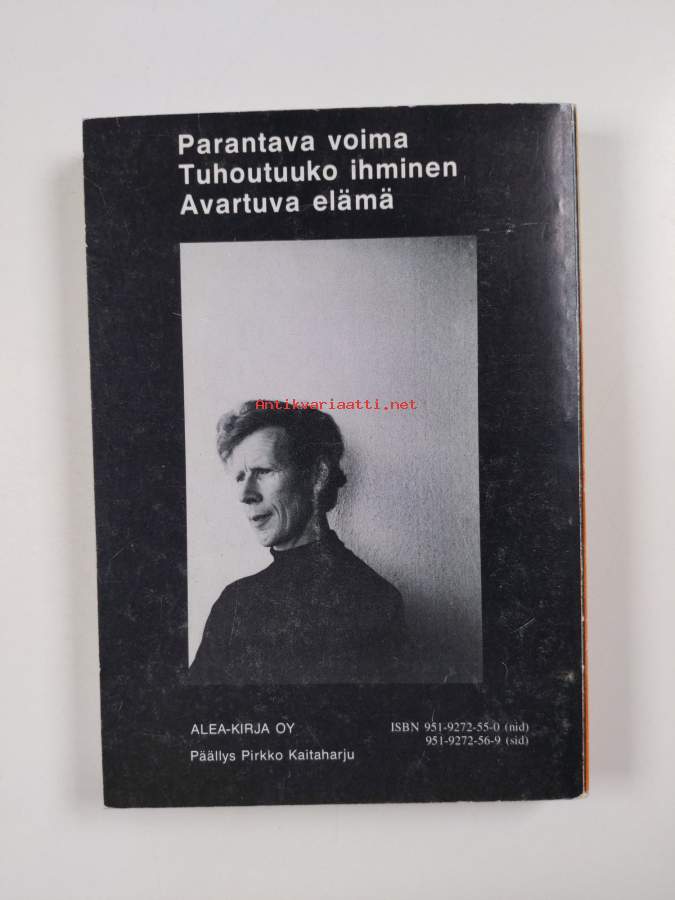 Parantava voima
Tuhoutuuko ihminen
Avartuva elämä
Antikvariaatti.net
ALEA-KIRJA OY
ISBN 951-9272-55-0 (nid)
951-9272-56-9 (sid)
Päällys Pirkko Kaitaharju